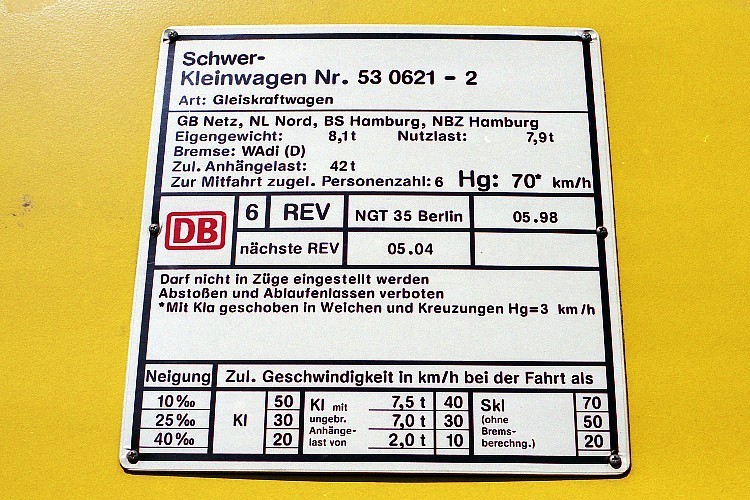 Schwer-
Kleinwagen Nr. 53 0621 - 2
Art: Gleiskraftwagen
GB Netz, NL Nord, BS Hamburg, NBZ Hamburg
Eigengewicht: 8,1t Nutzlast: 7,9t
Bremse: WAdi (D)
Zul. Anhängelast: 42t
Zur Mitfahrt zugel. Personenzahl: 6 Hg: 70* km/h
DB 6 REV NGT 35 Berlin 05.98
nächste REV 05.04
Darf nicht in Züge eingestellt werden
Abstoßen und Ablaufenlassen verboten
*Mit Kla geschoben in Weichen und Kreuzungen Hg=3 km/h
Neigung Zul. Geschwindigkeit in km/h bei der Fahrt als
10‰ Kl 50 Kl mit 7,5 t 40 Skl 70
25‰ 30 ungebr. 7,0 t 30 (ohne 50
Anhänge- Brems-
40‰ 20 last von 2,0 t 10 berechng.) 20